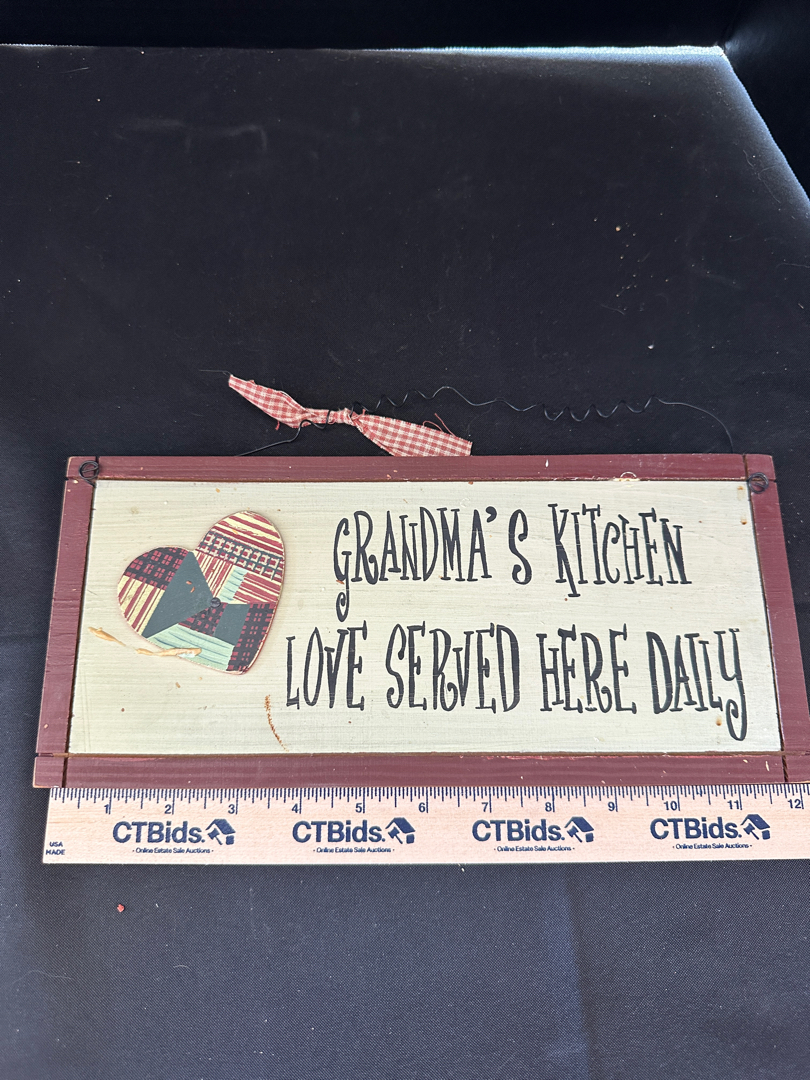 GRANDMA'S KITCHEN
LOVE SERVED HERE DAILY
1 2 3 4 5 6 7 8 9 10 11 12
USA
MADE
CTBids. CTBids. CTBids. CTBids.
- Online Estate Sale Auctions - - Online Estate Sale Auctions - - Online Estate Sale Auctions - - Online Estate Sale Auctions -